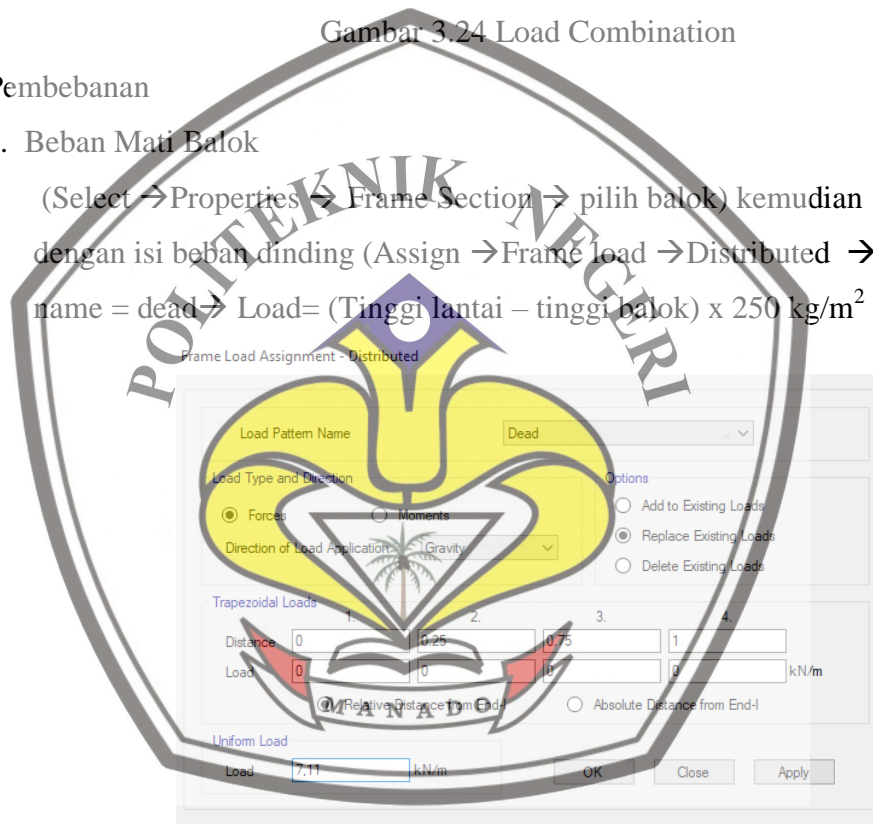 Gambar 3.24 Load Combination
Pembebanan
. Beban Mati Balok
(Select →Properties → Frame Section → pilih balok) kemudian
dengan isi beban dinding (Assign →Frame load →Distributed →
name = dead→ Load= (Tinggi lantai – tinggi balok) x 250 kg/m²
POLITEKNIK NEGERI
Frame Load Assignment - Distributed
Load Pattern Name Dead
Load Type and Direction
Options
Forces Moments
Add to Existing Loads
Direction of Load Application Gravity
Replace Existing Loads
Delete Existing Loads
Trapezoidal Loads
1. 2. 3. 4.
Distance 0 0.25 0.75 1
Load 0 0 0 0 kN/m
Relative Distance from End-I Absolute Distance from End-I
MANADO
Uniform Load
Load 7,11 kN/m OK Close Apply